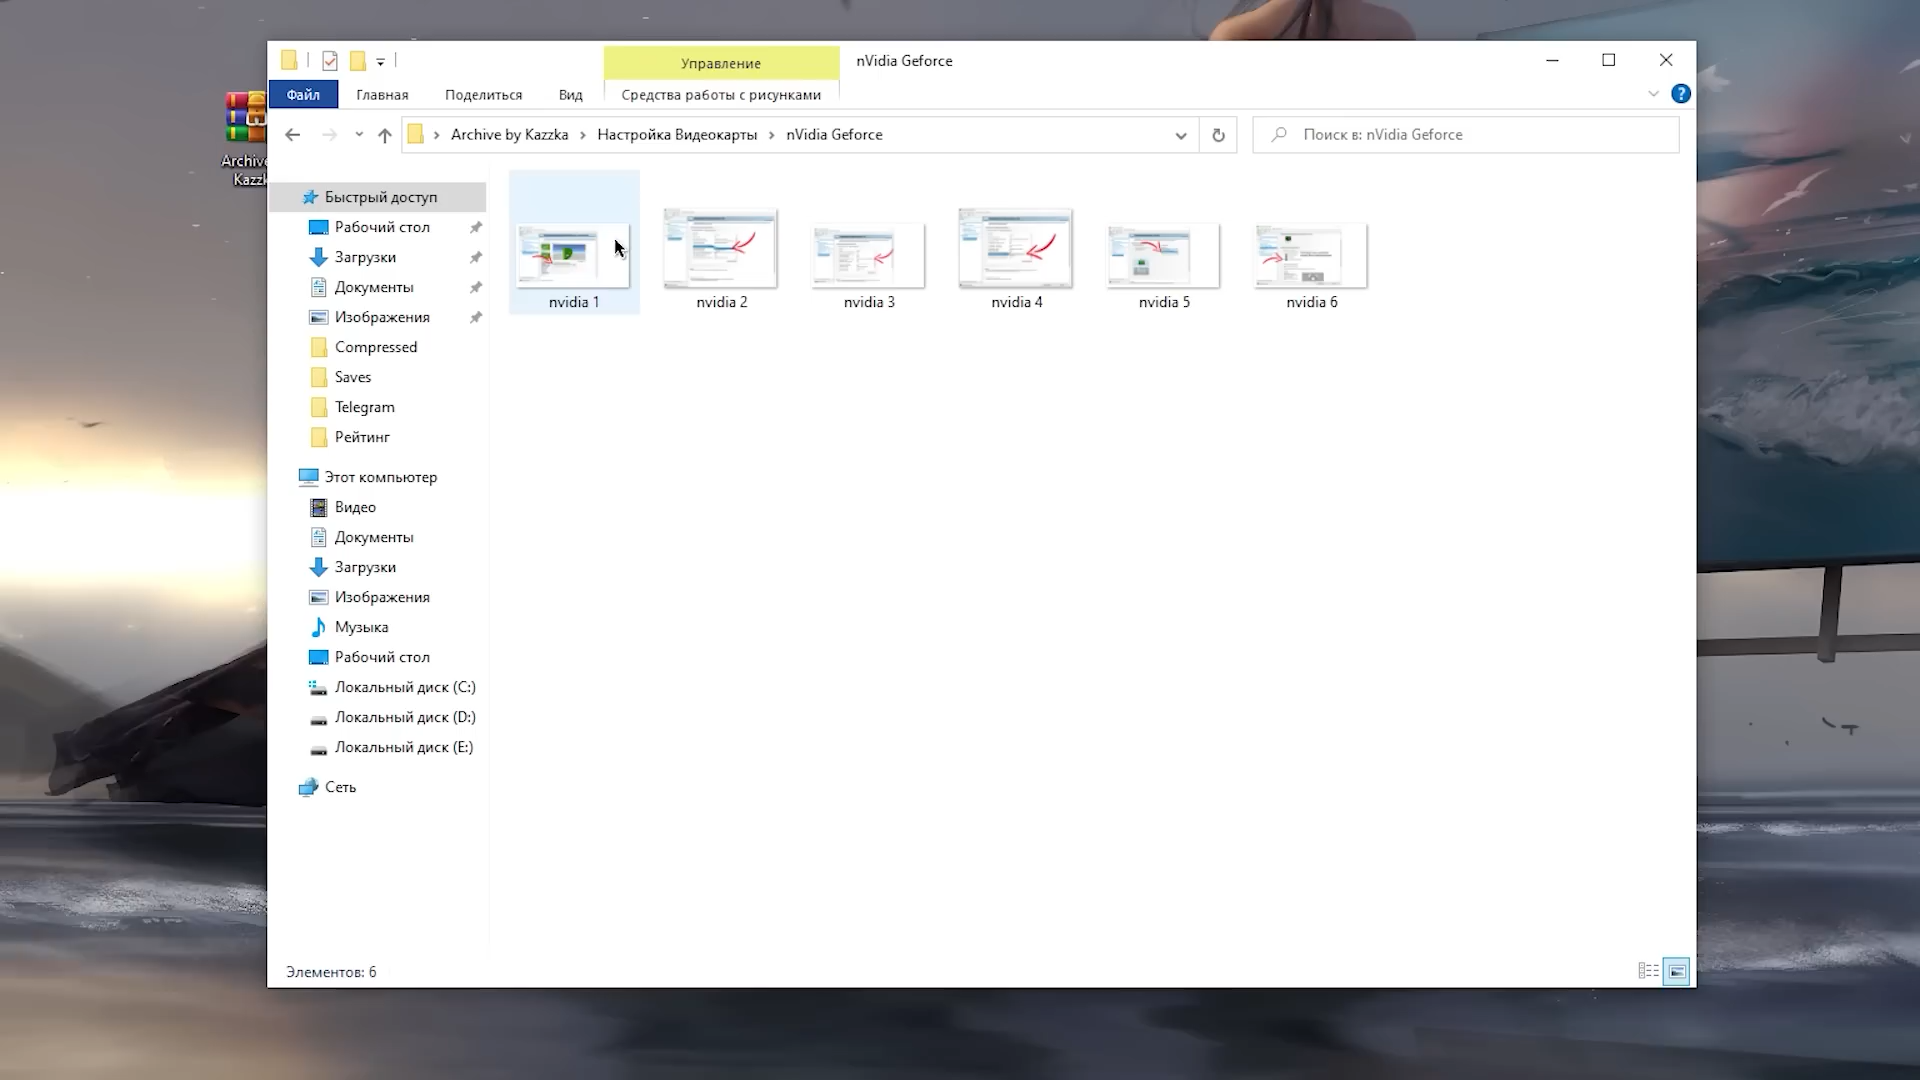 Управление
nVidia Geforce
Файл
Главная
Поделиться
Вид
Средства работы с рисунками
?
Archive by Kazzka
Настройка Видеокарты
nVidia Geforce
Поиск в: nVidia Geforce
Archive
Быстрый доступ
Рабочий стол
Загрузки
Документы
Изображения
Compressed
Saves
Telegram
Рейтинг
Этот компьютер
Видео
Документы
Загрузки
Изображения
Музыка
Рабочий стол
Локальный диск (C:)
Локальный диск (D:)
Локальный диск (E:)
Сеть
nvidia 1
nvidia 2
nvidia 3
nvidia 4
nvidia 5
nvidia 6
Элементов: 6